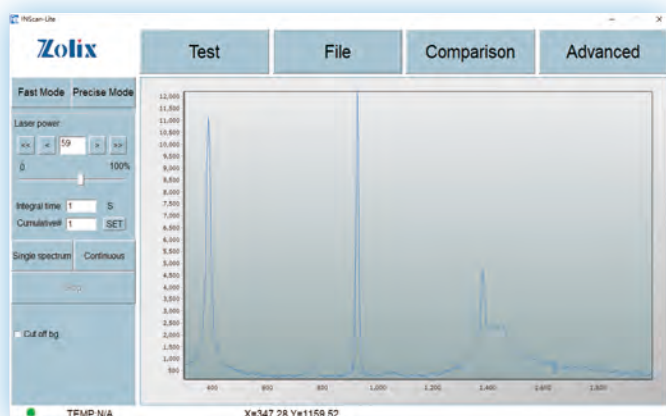 INScan-Lite
Zolix
Test File Comparison Advanced
Fast Mode Precise Mode
Laser power
<< < 59 > >>
0 100%
Integral time 1 S
Cumulative# 1 SET
Single spectrum Continuous
Stop
Cut off bg
12,000
11,500
11,000
10,500
10,000
9,500
9,000
8,500
8,000
7,500
7,000
6,500
6,000
5,500
5,000
4,500
4,000
3,500
3,000
2,500
2,000
1,500
1,000
500
400 600 800 1,000 1,200 1,400 1,600 1,800
TEMP:N/A X=347.28 Y=1159.52